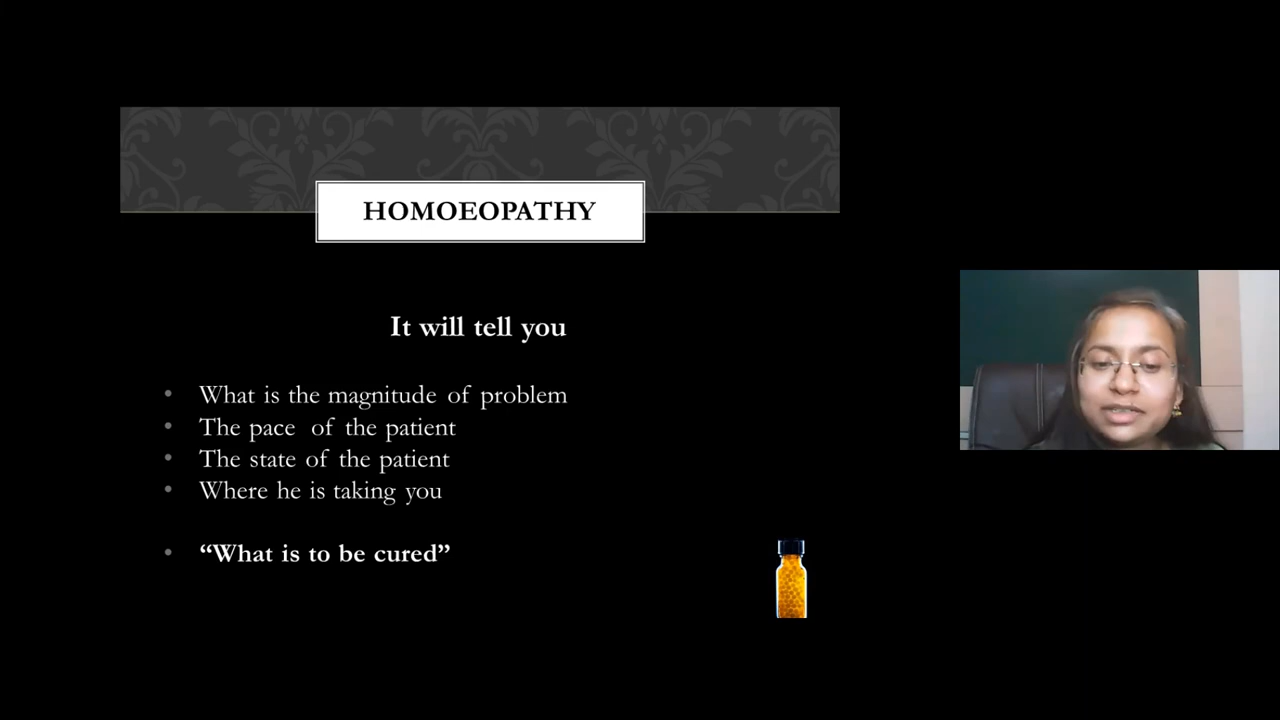 HOMOEOPATHY
It will tell you
• What is the magnitude of problem
• The pace of the patient
• The state of the patient
• Where he is taking you
• “What is to be cured”